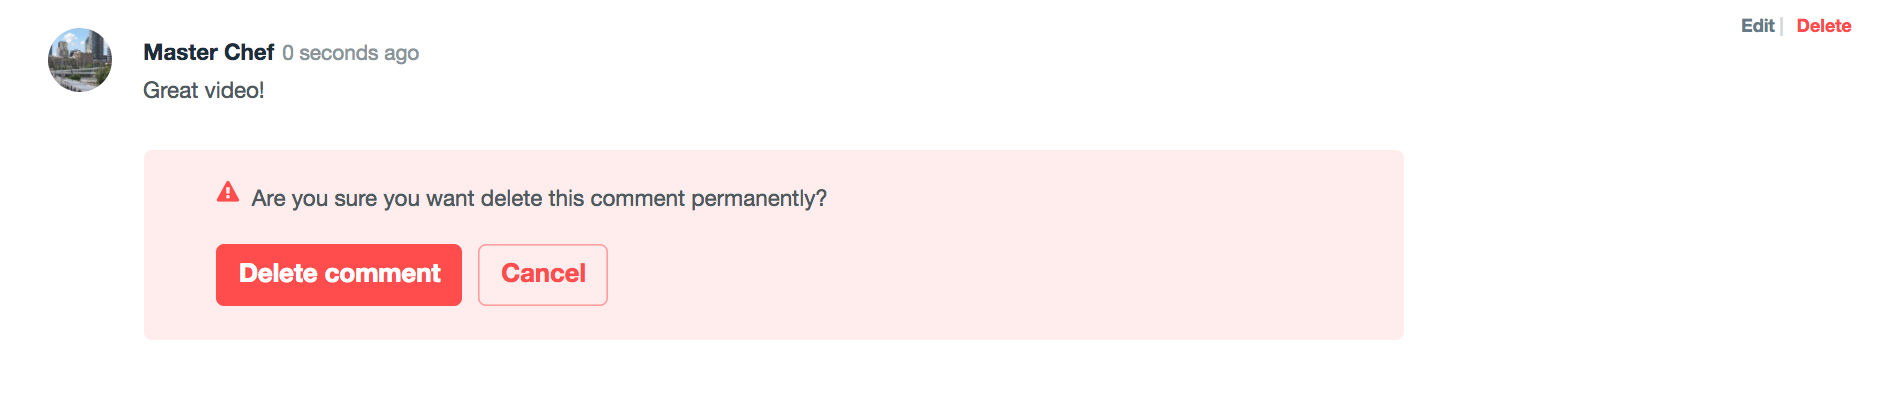 Edit | Delete
Master Chef 0 seconds ago
Great video!
Are you sure you want delete this comment permanently?
Delete comment Cancel